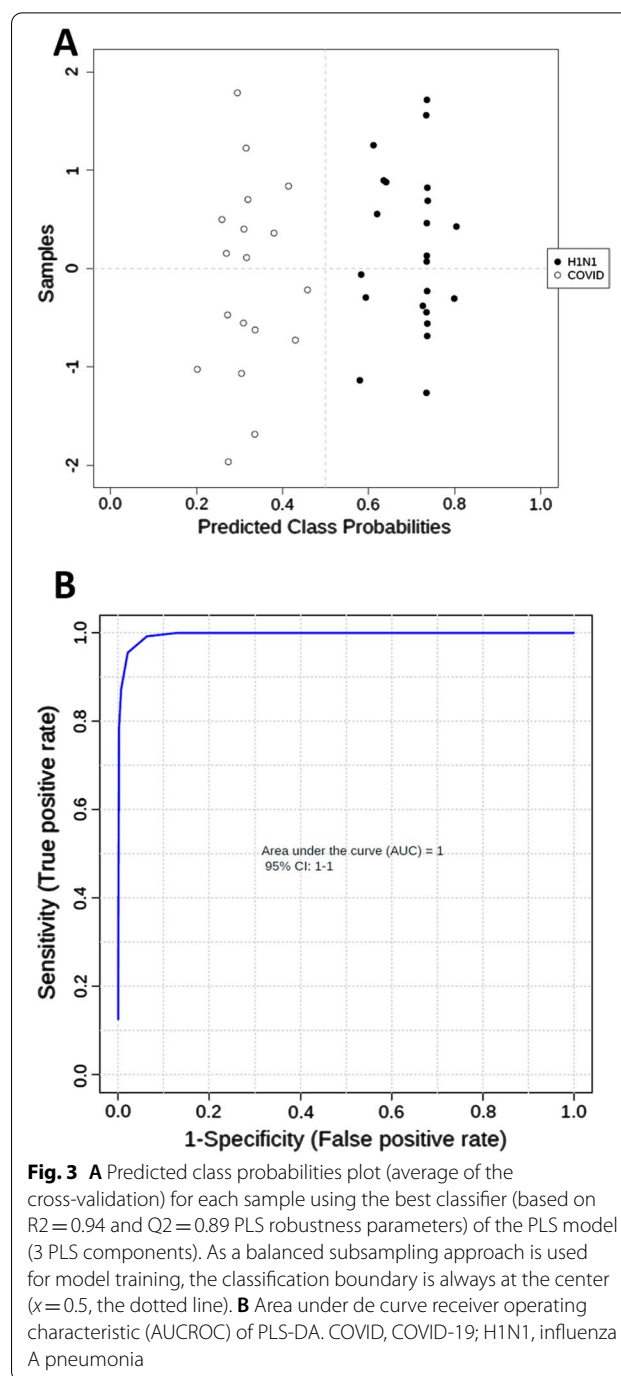 A
2
1
0
-1
-2
Samples
H1N1
COVID
0.0 0.2 0.4 0.6 0.8 1.0
Predicted Class Probabilities
B
1.0
0.8
0.6
0.4
0.2
0.0
Sensitivity (True positive rate)
Area under the curve (AUC) = 1
95% CI: 1-1
0.0 0.2 0.4 0.6 0.8 1.0
1-Specificity (False positive rate)
Fig. 3 A Predicted class probabilities plot (average of the
cross-validation) for each sample using the best classifier (based on
R2 = 0.94 and Q2 = 0.89 PLS robustness parameters) of the PLS model
(3 PLS components). As a balanced subsampling approach is used
for model training, the classification boundary is always at the center
(x = 0.5, the dotted line). B Area under de curve receiver operating
characteristic (AUCROC) of PLS-DA. COVID, COVID-19; H1N1, influenza
A pneumonia